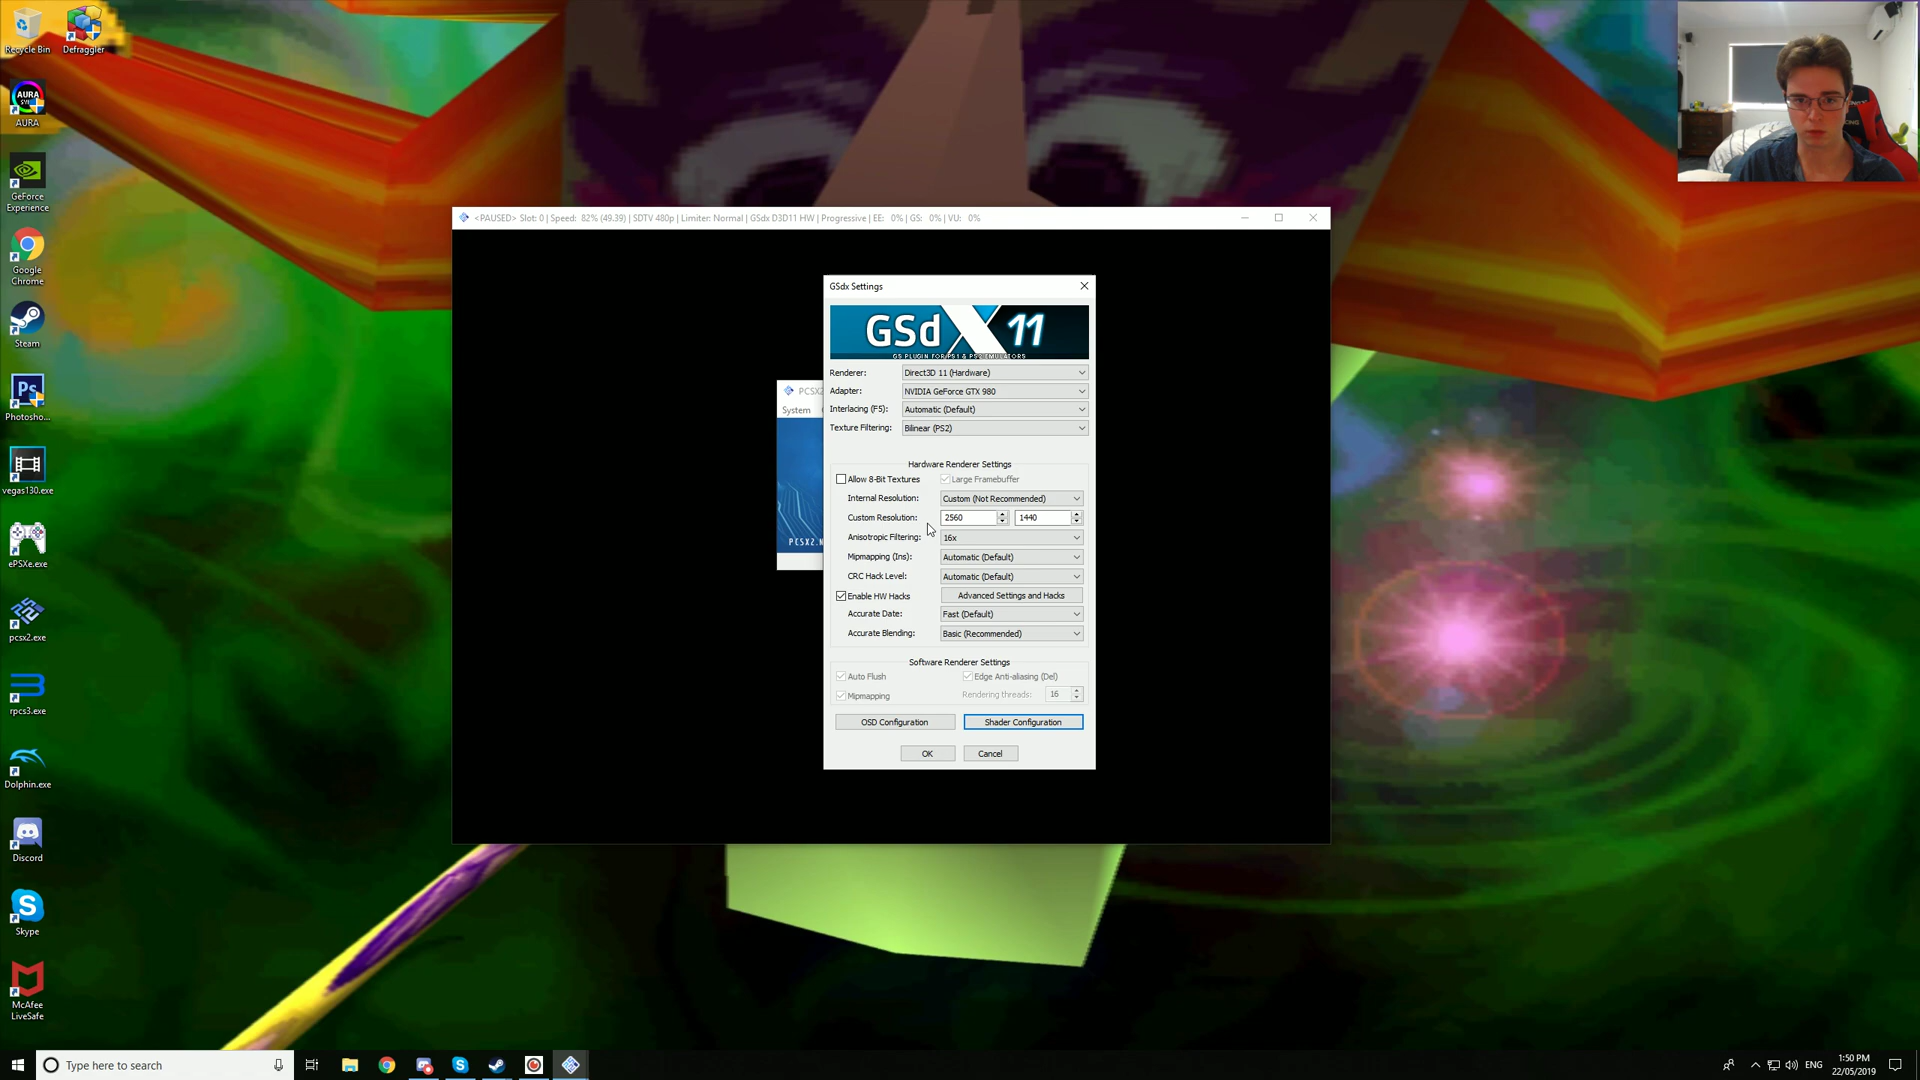 Recycle Bin
Defraggler
AURA
AURA
GeForce
Experience
Google
Chrome
Steam
Ps
Photosho...
vegas130.exe
ePSXe.exe
pcsx2.exe
rpcs3.exe
Dolphin.exe
Discord
S
Skype
McAfee
LiveSafe
<PAUSED> Slot: 0 | Speed: 82% (49.39) | SDTV 480p | Limiter: Normal | GSdx D3D11 HW | Progressive | EE: 0% | GS: 0% | VU: 0%
PCSX2
System
PCSX2.N
GSdx Settings
GSdX 11
GS PLUGIN FOR PS1 & PS2 EMULATORS
Renderer: Direct3D 11 (Hardware)
Adapter: NVIDIA GeForce GTX 980
Interlacing (F5): Automatic (Default)
Texture Filtering: Bilinear (PS2)
Hardware Renderer Settings
Allow 8-Bit Textures Large Framebuffer
Internal Resolution: Custom (Not Recommended)
Custom Resolution: 2560 1440
Anisotropic Filtering: 16x
Mipmapping (Ins): Automatic (Default)
CRC Hack Level: Automatic (Default)
Enable HW Hacks Advanced Settings and Hacks
Accurate Date: Fast (Default)
Accurate Blending: Basic (Recommended)
Software Renderer Settings
Auto Flush Edge Anti-aliasing (Del)
Mipmapping Rendering threads: 16
OSD Configuration Shader Configuration
OK Cancel
Type here to search
ENG
1:50 PM
22/05/2019